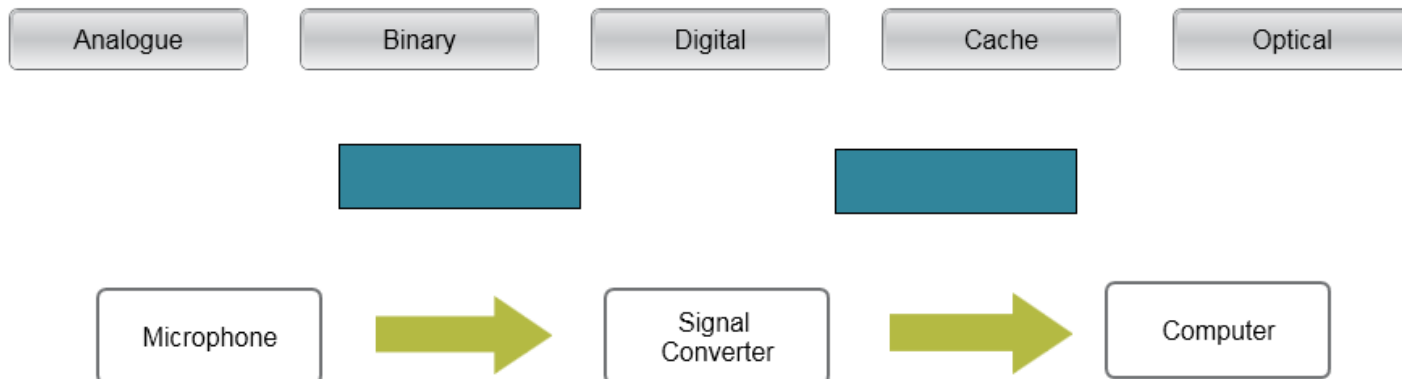 Analogue
Binary
Digital
Cache
Optical
Microphone
Signal
Converter
Computer